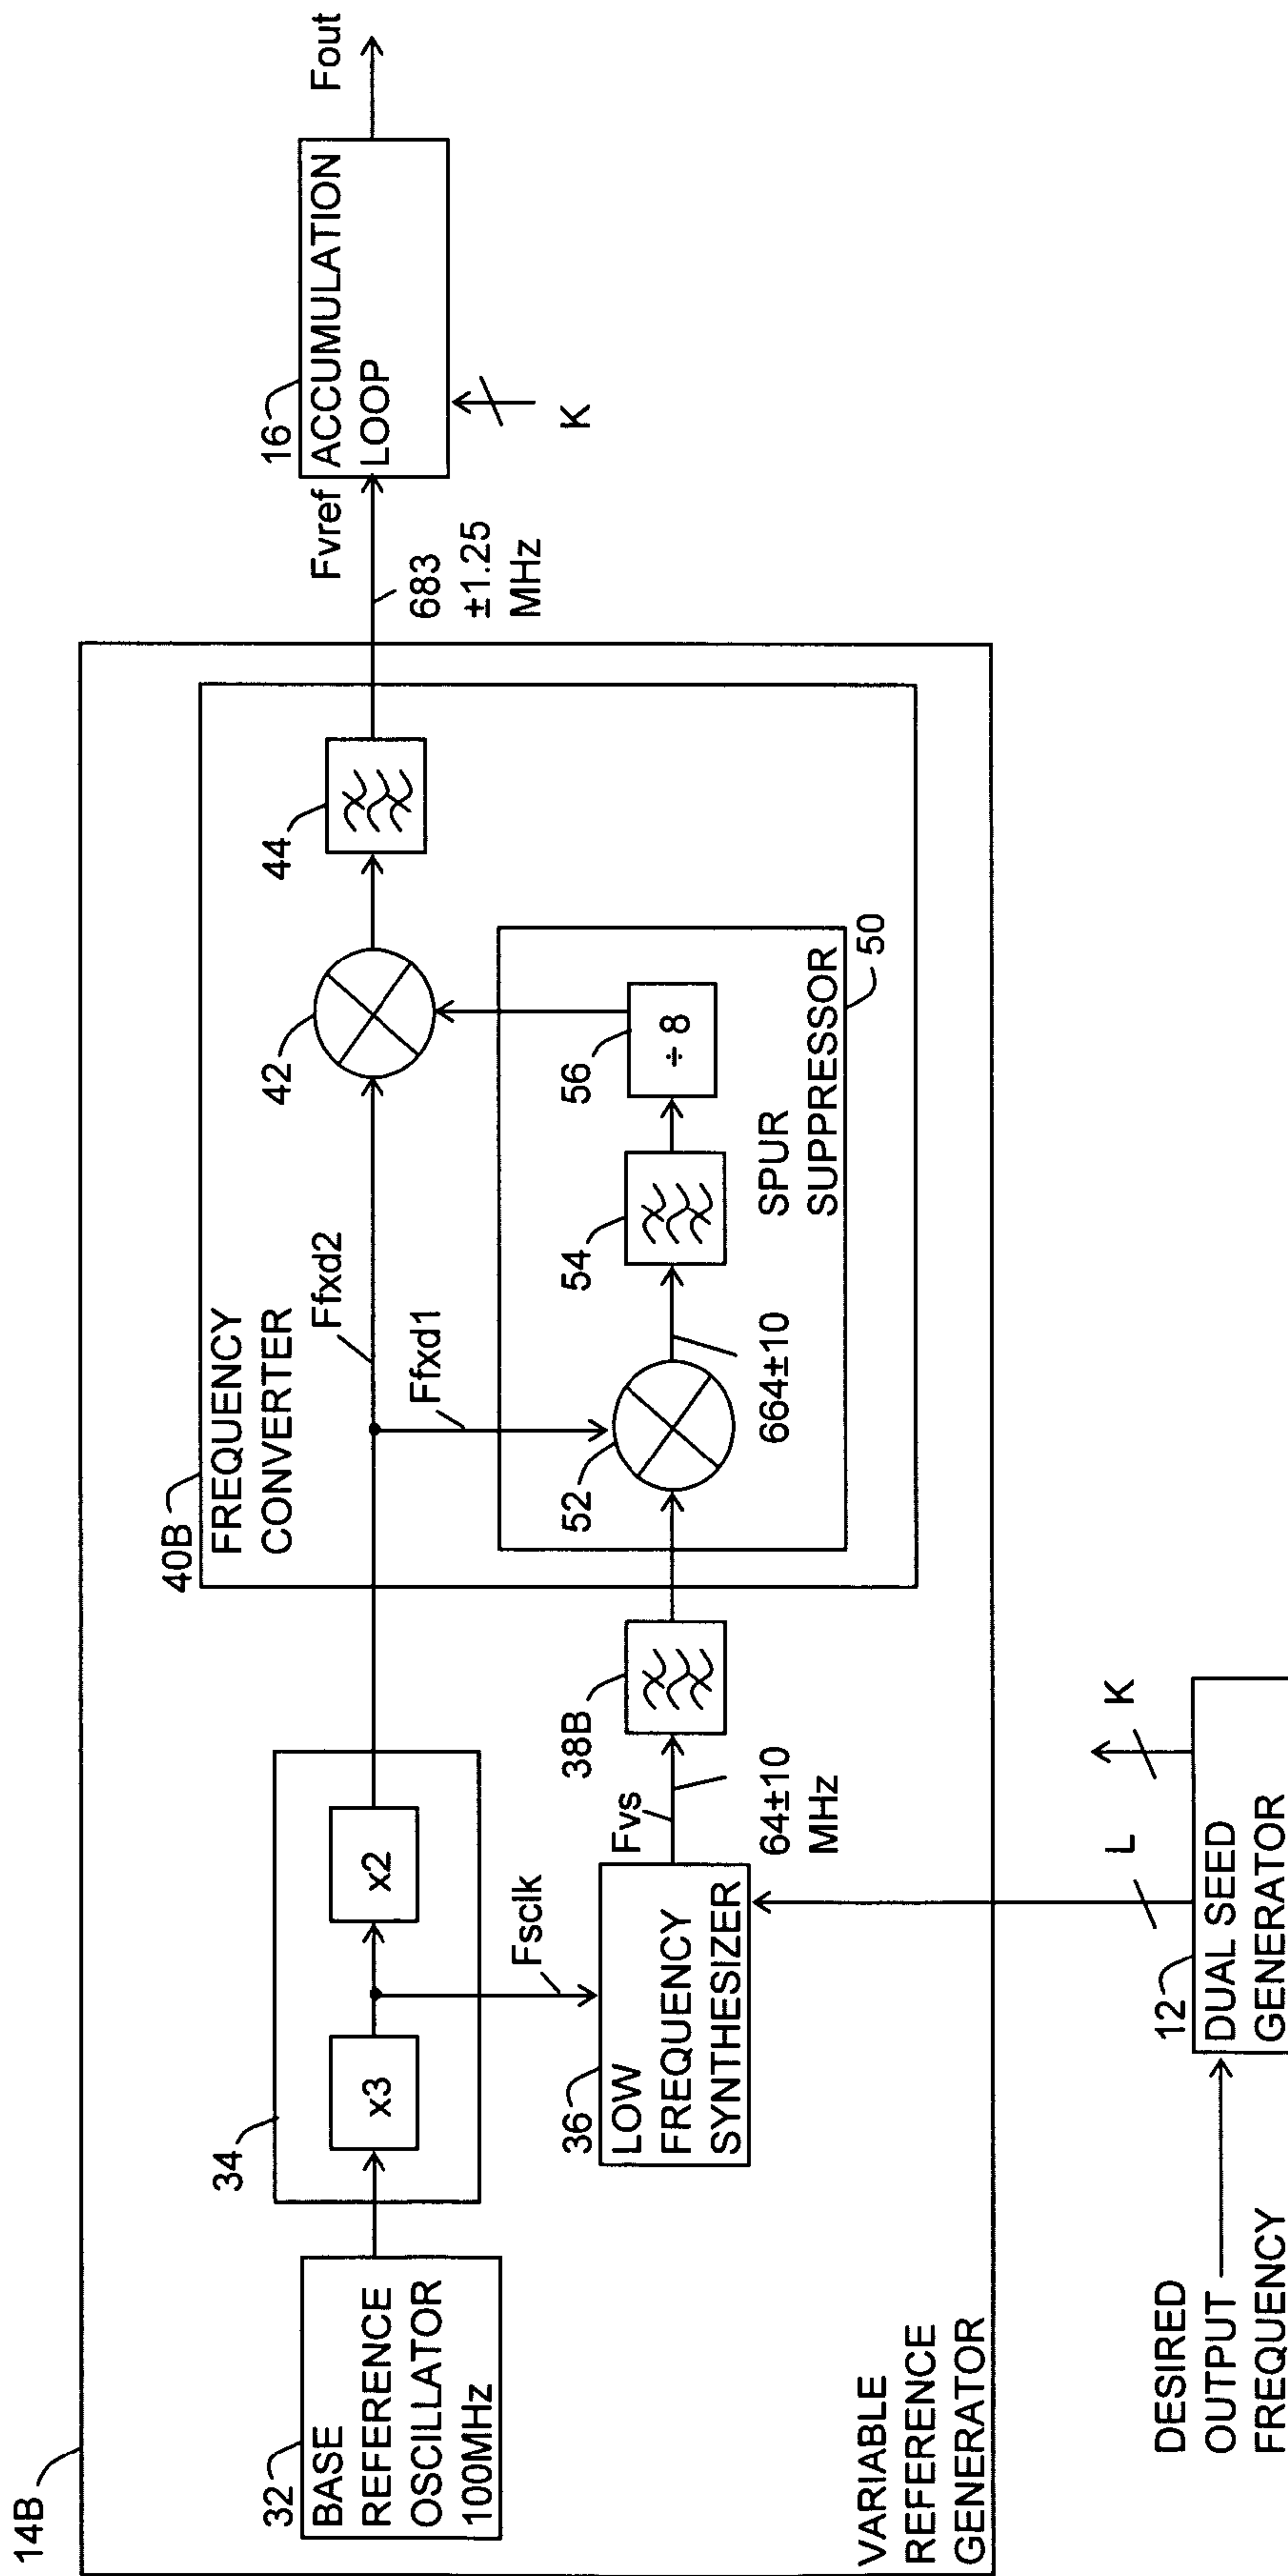 14B
32
BASE
REFERENCE
OSCILLATOR
100MHz
34
x3
x2
Fsclk
36
LOW
FREQUENCY
SYNTHESIZER
Fvs
64±10
MHz
38B
40B
FREQUENCY
CONVERTER
Ffxd2
Ffxd1
52
664±10
54
56
÷ 8
SPUR
SUPPRESSOR
50
42
44
VARIABLE
REFERENCE
GENERATOR
Fvref
683
±1.25
MHz
16
ACCUMULATION
LOOP
K
Fout
DESIRED
OUTPUT
FREQUENCY
12
DUAL SEED
GENERATOR
L
K